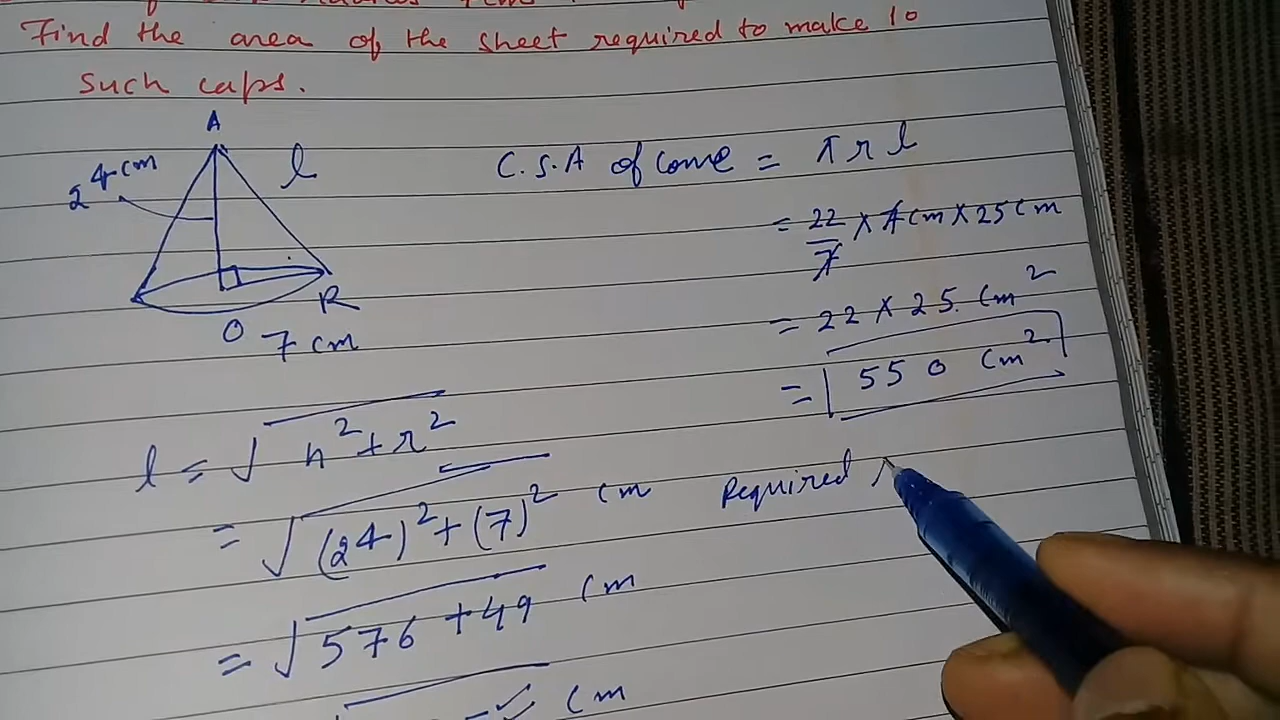 Find the area of the sheet required to make 10
such caps.
A
24 cm
l
R
O 7 cm
C.S.A of Cone = π r l
= 22/7 × 7 cm × 25 cm
= 22 × 25 cm²
= 550 cm²
l = √h² + r²
= √(24)² + (7)² cm
= √576 + 49 cm
cm
Required